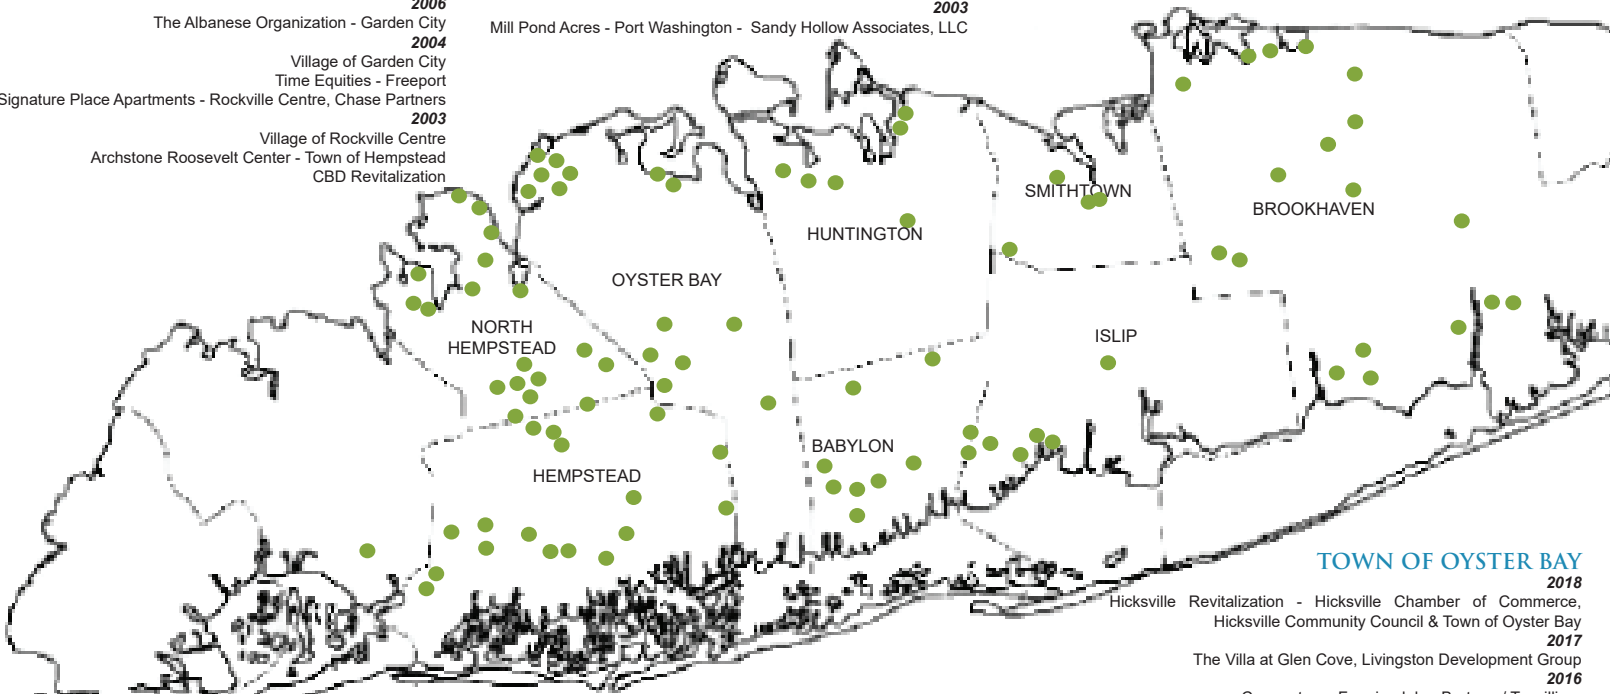 2006
The Albanese Organization - Garden City
2004
Village of Garden City
Time Equities - Freeport
Signature Place Apartments - Rockville Centre, Chase Partners
2003
Village of Rockville Centre
Archstone Roosevelt Center - Town of Hempstead
CBD Revitalization
2003
Mill Pond Acres - Port Washington - Sandy Hollow Associates, LLC
SMITHTOWN
BROOKHAVEN
HUNTINGTON
OYSTER BAY
NORTH
HEMPSTEAD
ISLIP
BABYLON
HEMPSTEAD
TOWN OF OYSTER BAY
2018
Hicksville Revitalization - Hicksville Chamber of Commerce,
Hicksville Community Council & Town of Oyster Bay
2017
The Villa at Glen Cove, Livingston Development Group
2016